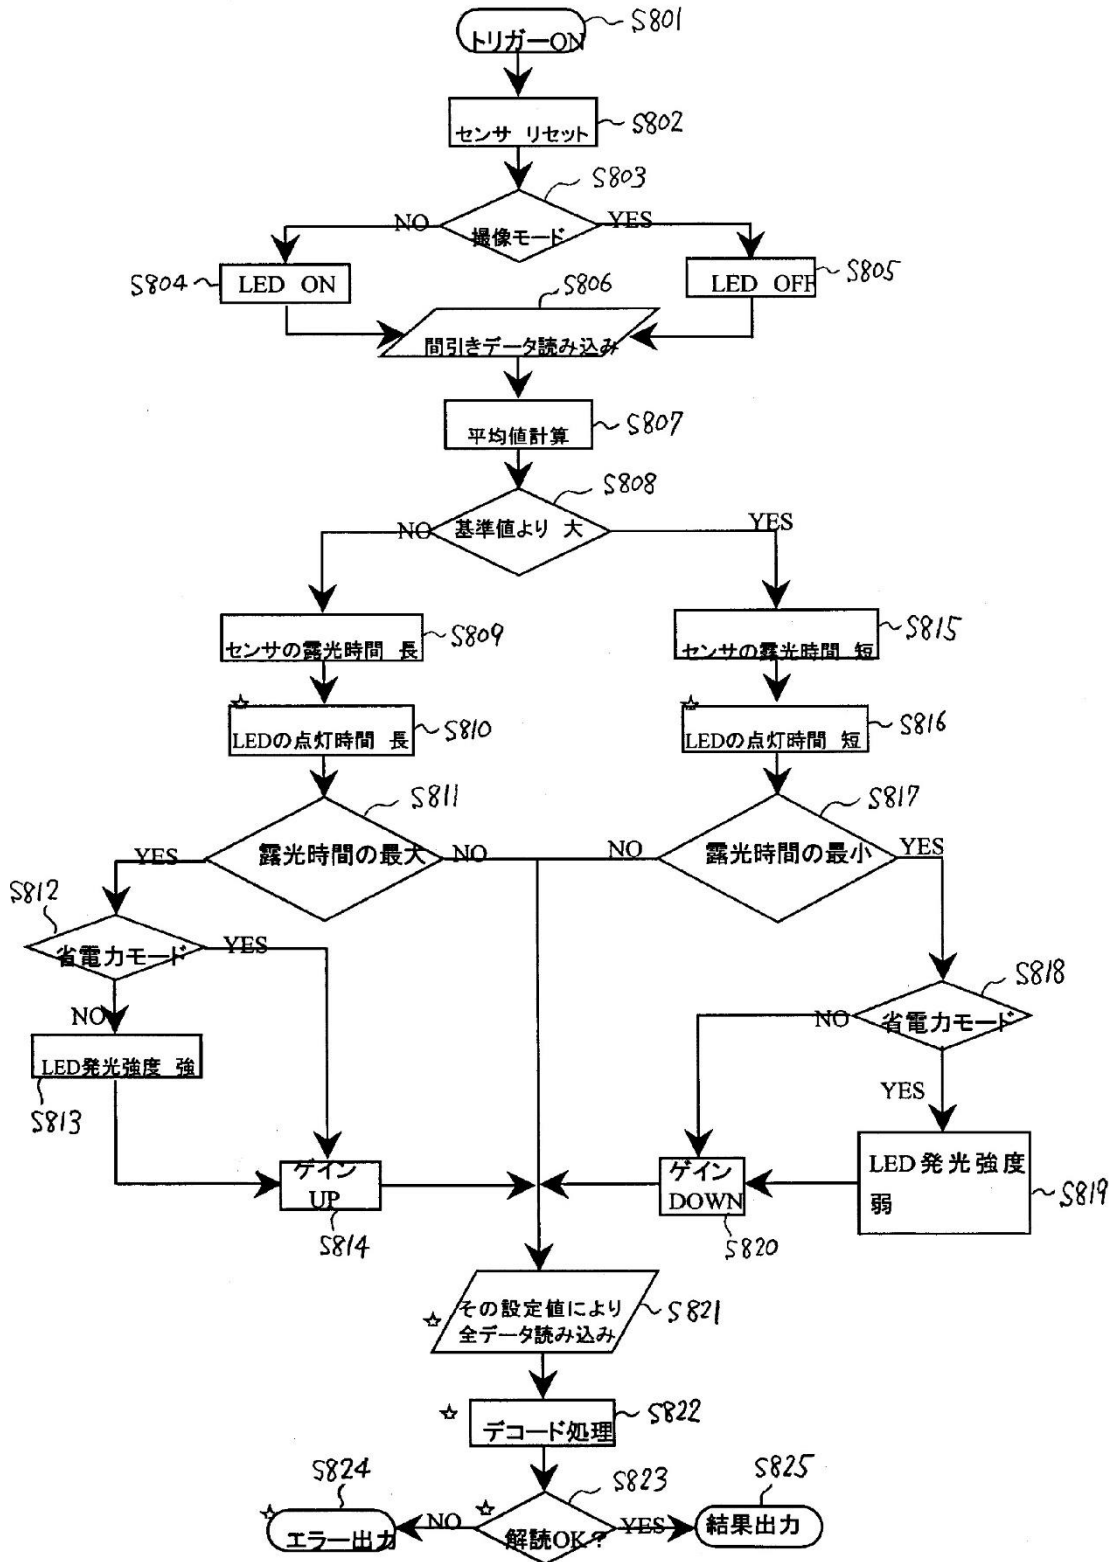 トリガーON
S801
センサ リセット
S802
S803
NO
撮像モード
YES
S804
LED ON
LED OFF
S805
S806
間引きデータ読み込み
平均値計算
S807
S808
NO
基準値より 大
YES
センサの露光時間 長
S809
センサの露光時間 短
S815
☆
LEDの点灯時間 長
S810
☆
LEDの点灯時間 短
S816
S811
S817
YES
露光時間の最大
NO
NO
露光時間の最小
YES
S812
省電力モード
YES
S818
NO
省電力モード
NO
LED発光強度 強
S813
YES
ゲイン
UP
S814
ゲイン
DOWN
S820
LED発光強度
弱
S819
☆
その設定値により
全データ読み込み
S821
☆
デコード処理
S822
S824
S823
S825
☆
エラー出力
NO
☆
解読OK?
YES
結果出力